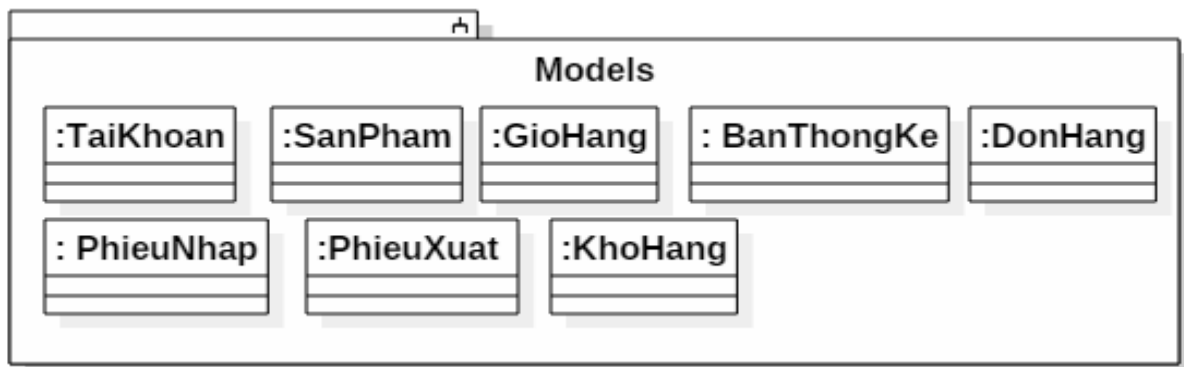 Models
:TaiKhoan :SanPham :GioHang : BanThongKe :DonHang
: PhieuNhap :PhieuXuat :KhoHang